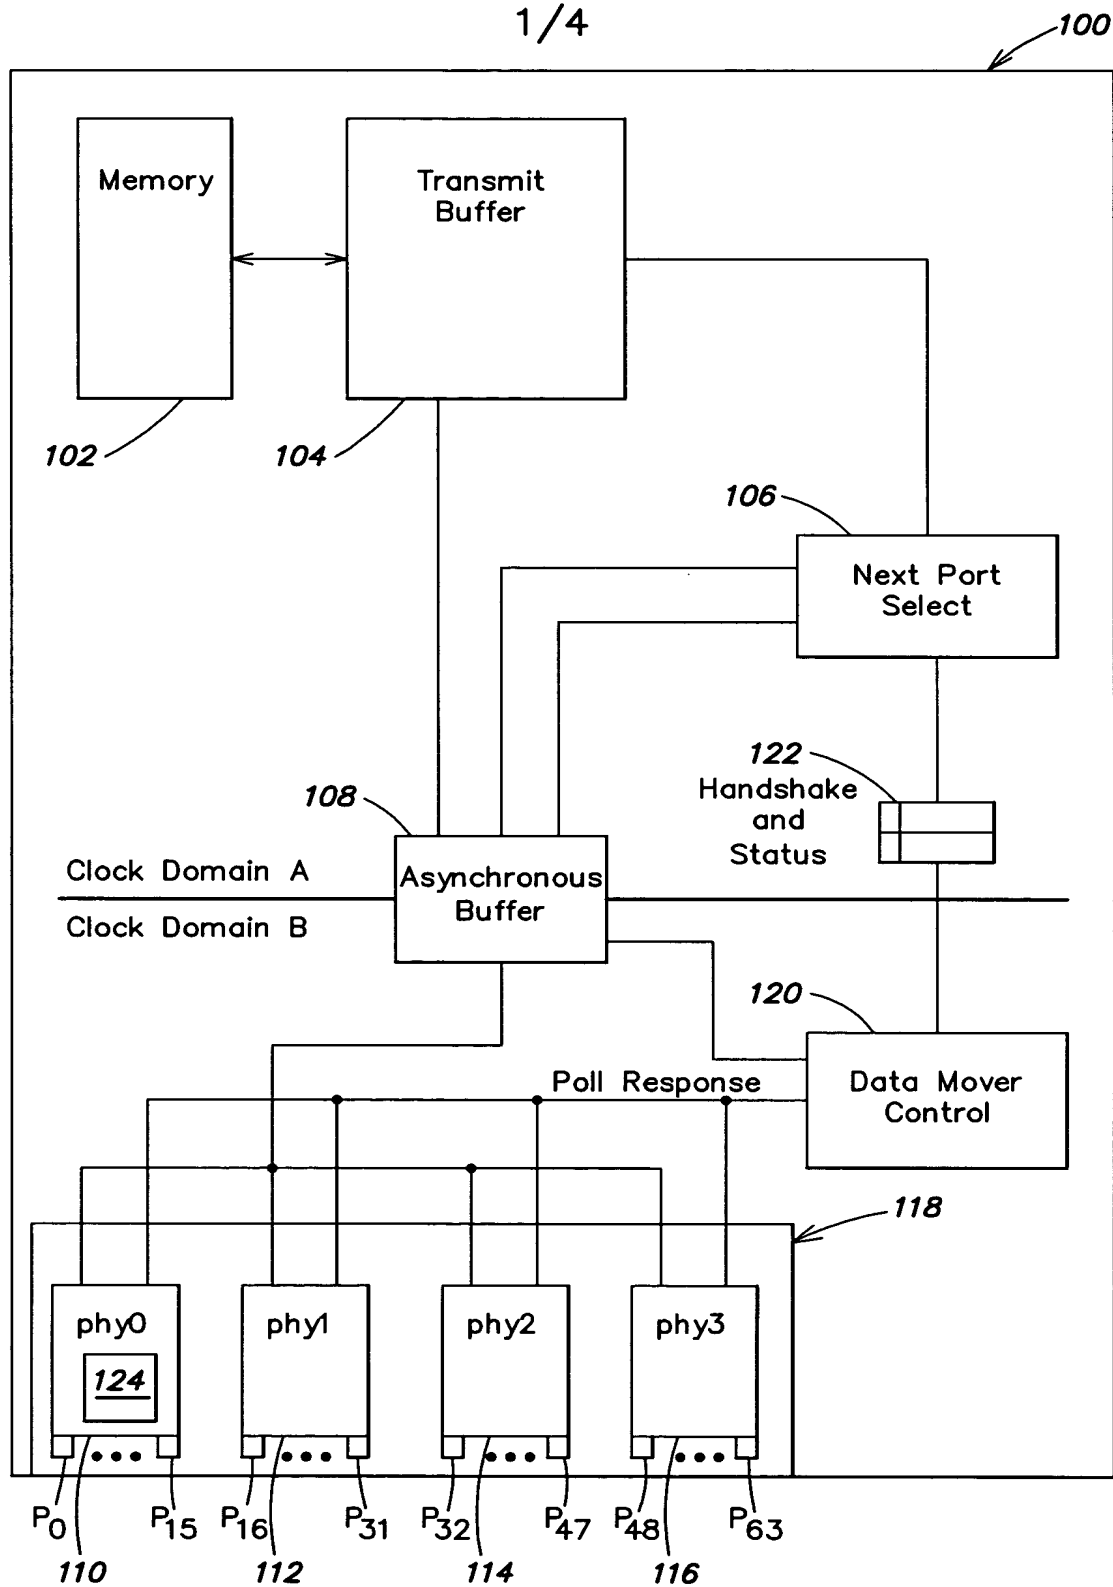 1/4
100
Memory
Transmit
Buffer
102
104
106
Next Port
Select
122
Handshake
and
Status
108
Clock Domain A
Asynchronous
Buffer
Clock Domain B
120
Poll Response
Data Mover
Control
118
phy0
phy1
phy2
phy3
124
P0
P15
P16
P31
P32
P47
P48
P63
110
112
114
116